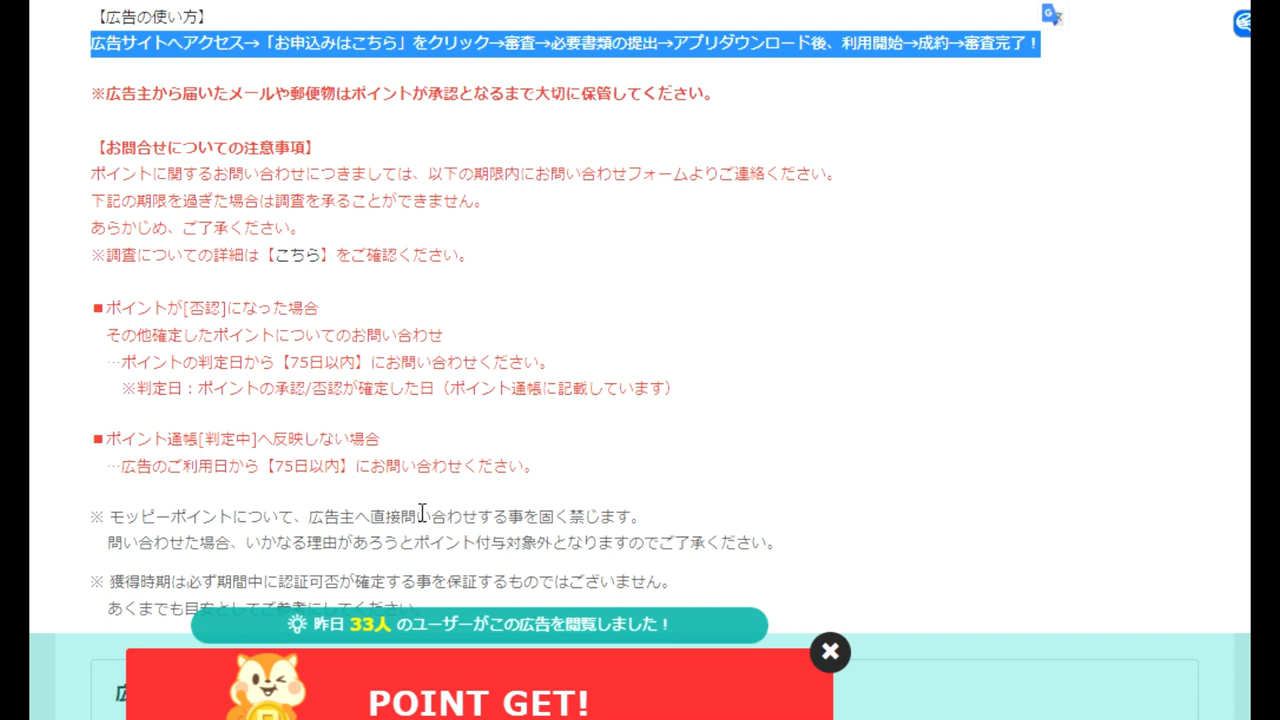 【広告の使い方】
広告サイトへアクセス→「お申込みはこちら」をクリック→審査→必要書類の提出→アプリダウンロード後、利用開始→成約→審査完了！
※広告主から届いたメールや郵便物はポイントが承認となるまで大切に保管してください。
【お問合せについての注意事項】
ポイントに関するお問い合わせにつきましては、以下の期限内にお問い合わせフォームよりご連絡ください。
下記の期限を過ぎた場合は調査を承ることができません。
あらかじめ、ご了承ください。
※調査についての詳細は【こちら】をご確認ください。
■ポイントが[否認]になった場合
その他確定したポイントについてのお問い合わせ
…ポイントの判定日から【75日以内】にお問い合わせください。
※判定日：ポイントの承認/否認が確定した日（ポイント通帳に記載しています）
■ポイント通帳[判定中]へ反映しない場合
…広告のご利用日から【75日以内】にお問い合わせください。
※ モッピーポイントについて、広告主へ直接問い合わせする事を固く禁じます。
問い合わせた場合、いかなる理由があろうとポイント付与対象外となりますのでご了承ください。
※ 獲得時期は必ず期間中に認証可否が確定する事を保証するものではございません。
あくまでも目安としてご参考にしてください。
昨日 33人 のユーザーがこの広告を閲覧しました！
POINT GET!